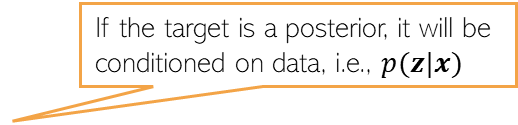 If the target is a posterior, it will be
conditioned on data, i.e., p(z|x)